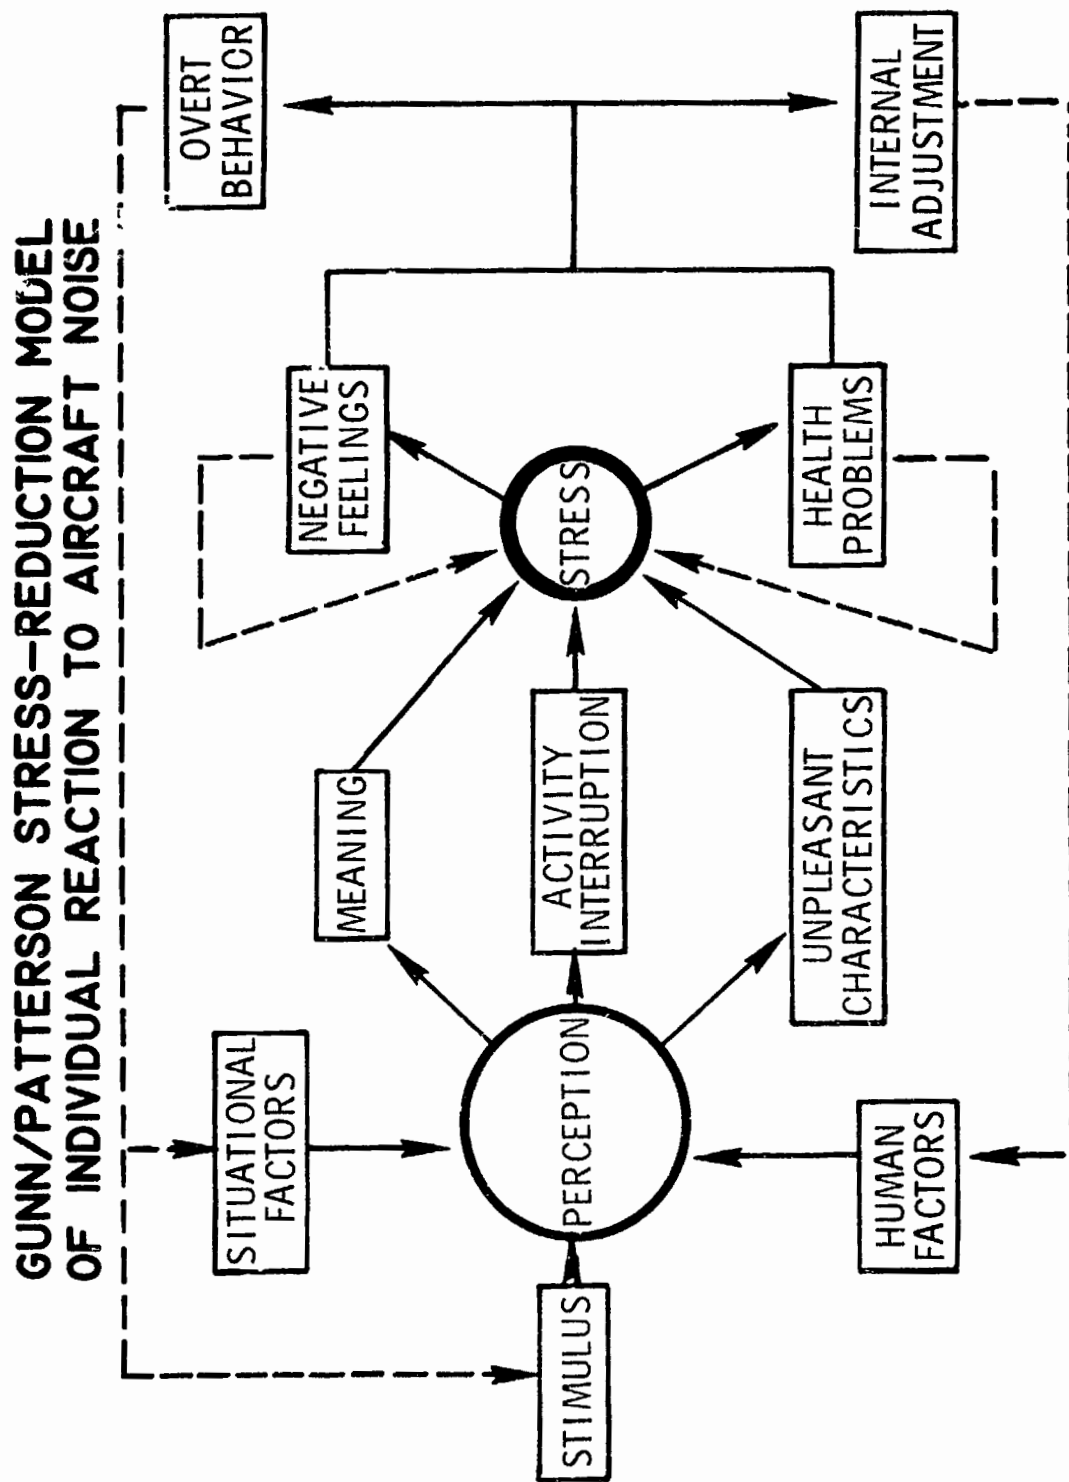 GUNN/PATTERSON STRESS–REDUCTION MODEL
OF INDIVIDUAL REACTION TO AIRCRAFT NOISE
STIMULUS
SITUATIONAL
FACTORS
PERCEPTION
HUMAN
FACTORS
MEANING
ACTIVITY
INTERRUPTION
UNPLEASANT
CHARACTERISTICS
STRESS
NEGATIVE
FEELINGS
HEALTH
PROBLEMS
OVERT
BEHAVIOR
INTERNAL
ADJUSTMENT